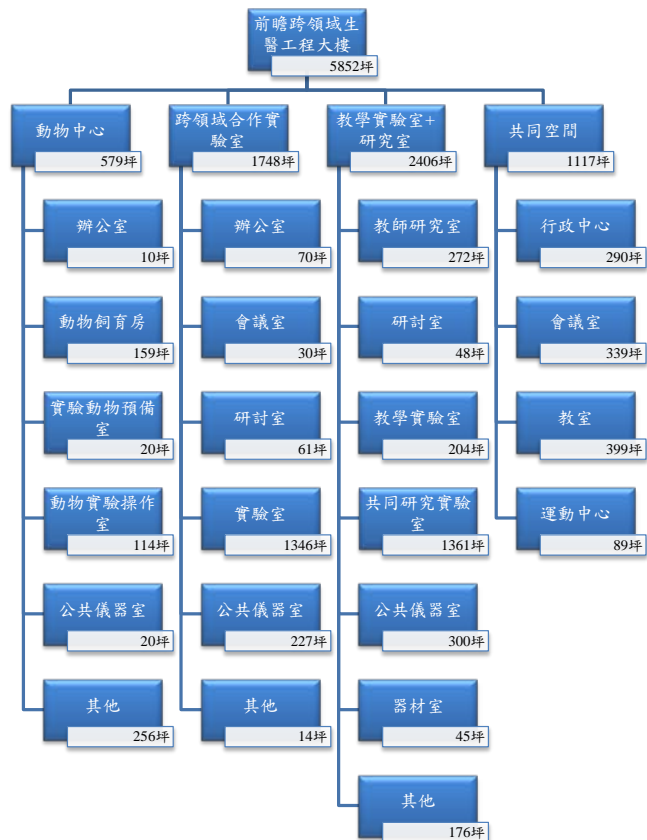 前瞻跨領域生
醫工程大樓
5852坪
動物中心
579坪
辦公室
10坪
動物飼育房
159坪
實驗動物預備
室
20坪
動物實驗操作
室
114坪
公共儀器室
20坪
其他
256坪
跨領域合作實
驗室
1748坪
辦公室
70坪
會議室
30坪
研討室
61坪
實驗室
1346坪
公共儀器室
227坪
其他
14坪
教學實驗室+
研究室
2406坪
教師研究室
272坪
研討室
48坪
教學實驗室
204坪
共同研究實驗
室
1361坪
公共儀器室
300坪
器材室
45坪
其他
176坪
共同空間
1117坪
行政中心
290坪
會議室
339坪
教室
399坪
運動中心
89坪